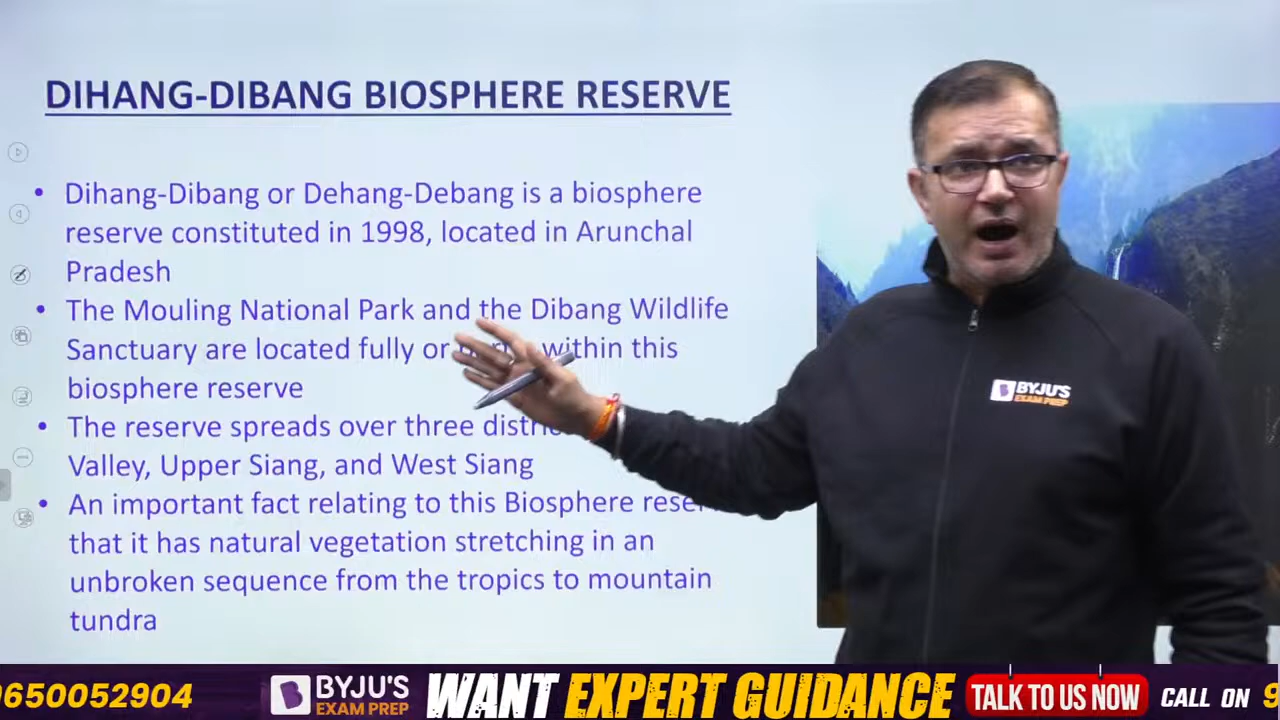 DIHANG-DIBANG BIOSPHERE RESERVE
• Dihang-Dibang or Dehang-Debang is a biosphere
reserve constituted in 1998, located in Arunchal
Pradesh
• The Mouling National Park and the Dibang Wildlife
Sanctuary are located fully or within this
biosphere reserve
• The reserve spreads over three
Valley, Upper Siang, and West Siang
• An important fact relating to this Biosphere
that it has natural vegetation stretching in an
unbroken sequence from the tropics to mountain
tundra
BYJU'S
EXAM PREP
9650052904
BYJU'S
EXAM PREP
WANT EXPERT GUIDANCE
TALK TO US NOW
CALL ON 9